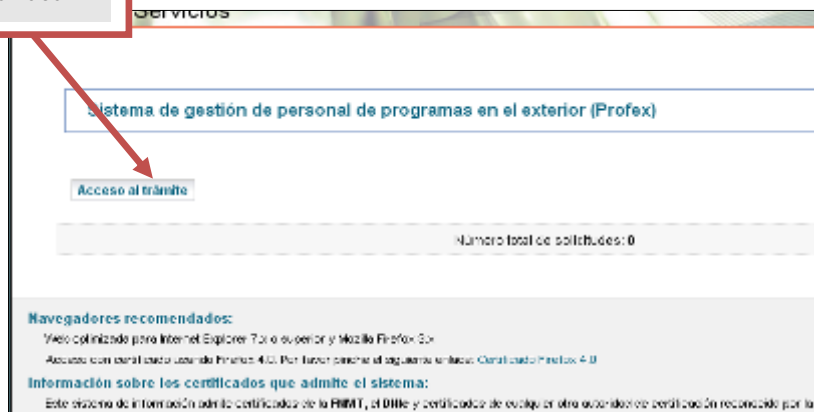 Servicios
Sistema de gestión de personal de programas en el exterior (Profex)
Acceso al trámite
Número total de solicitudes: 0
Navegadores recomendados:
Web optimizada para Internet Explorer 7.x o superior y Mozilla Firefox 3.x
Acceso con certificado usando Firefox 4.0. Por favor pinche el siguiente enlace: Certificado Firefox 4.0
Información sobre los certificados que admite el sistema:
Este sistema de información admite certificados de la FNMT, el DNIe y certificados de cualquier otra autoridad de certificación reconocida por la